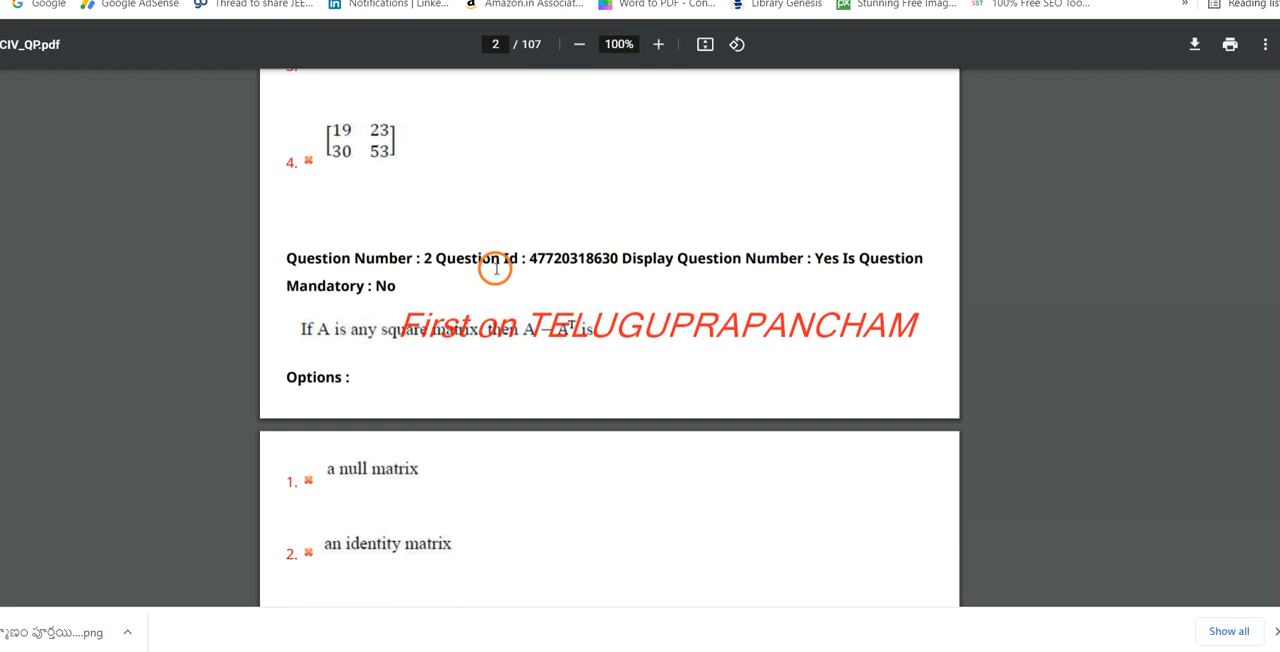 Google
Google AdSense
Thread to share JEE...
Notifications | Linke...
Amazon.in Associat...
Word to PDF - Con...
Library Genesis
Stunning Free Imag...
100% Free SEO Too...
»
Reading list
CIV_QP.pdf
2 / 107
100%
4.
[19 23
30 53]
Question Number : 2 Question Id : 47720318630 Display Question Number : Yes Is Question
Mandatory : No
If A is any square matrix, then A – Aᵀ is
First on TELUGUPRAPANCHAM
Options :
1. a null matrix
2. an identity matrix
పూర్తయి....png
Show all